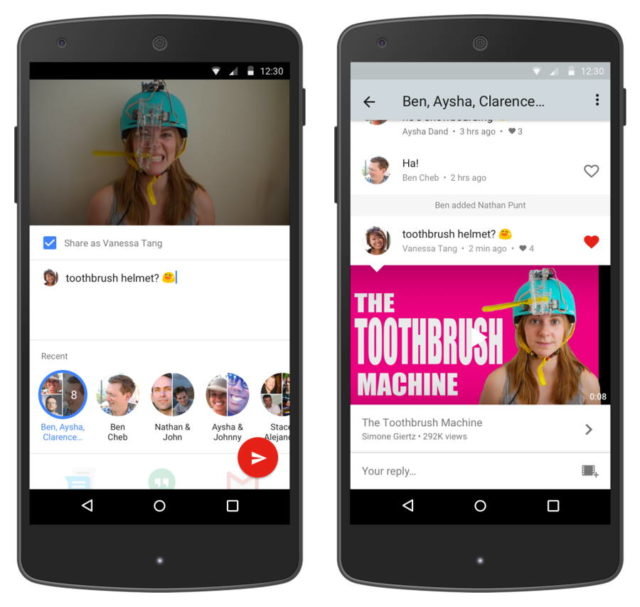 12:30
Share as Vanessa Tang
toothbrush helmet? 🤗
Recent
8
Ben, Aysha,
Clarence...
Ben
Cheb
Nathan &
John
Aysha &
Johnny
Stac
Alejan
12:30
Ben, Aysha, Clarence...
Aysha Dand • 3 hrs ago • ♥ 3
Ha!
Ben Cheb • 2 hrs ago
Ben added Nathan Punt
toothbrush helmet? 🤗
Vanessa Tang • 2 min ago • ♥ 4
THE
TOOTHBRUSH
MACHINE
0:08
The Toothbrush Machine
Simone Giertz • 292K views
Your reply...